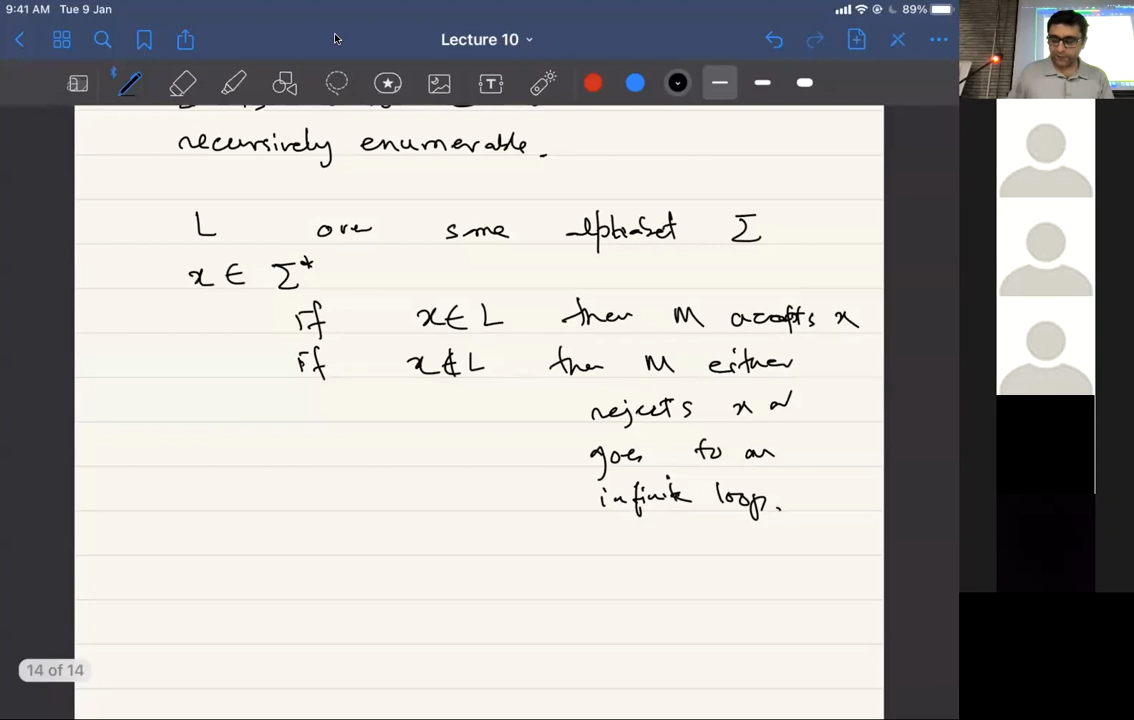 9:41 AM Tue 9 Jan
89%
Lecture 10
recursively enumerable.
L over some alphabet Σ
x ∈ Σ*
If x ∈ L then M accepts x
If x ∉ L then M either
rejects x or
goes to an
infinite loop.
14 of 14